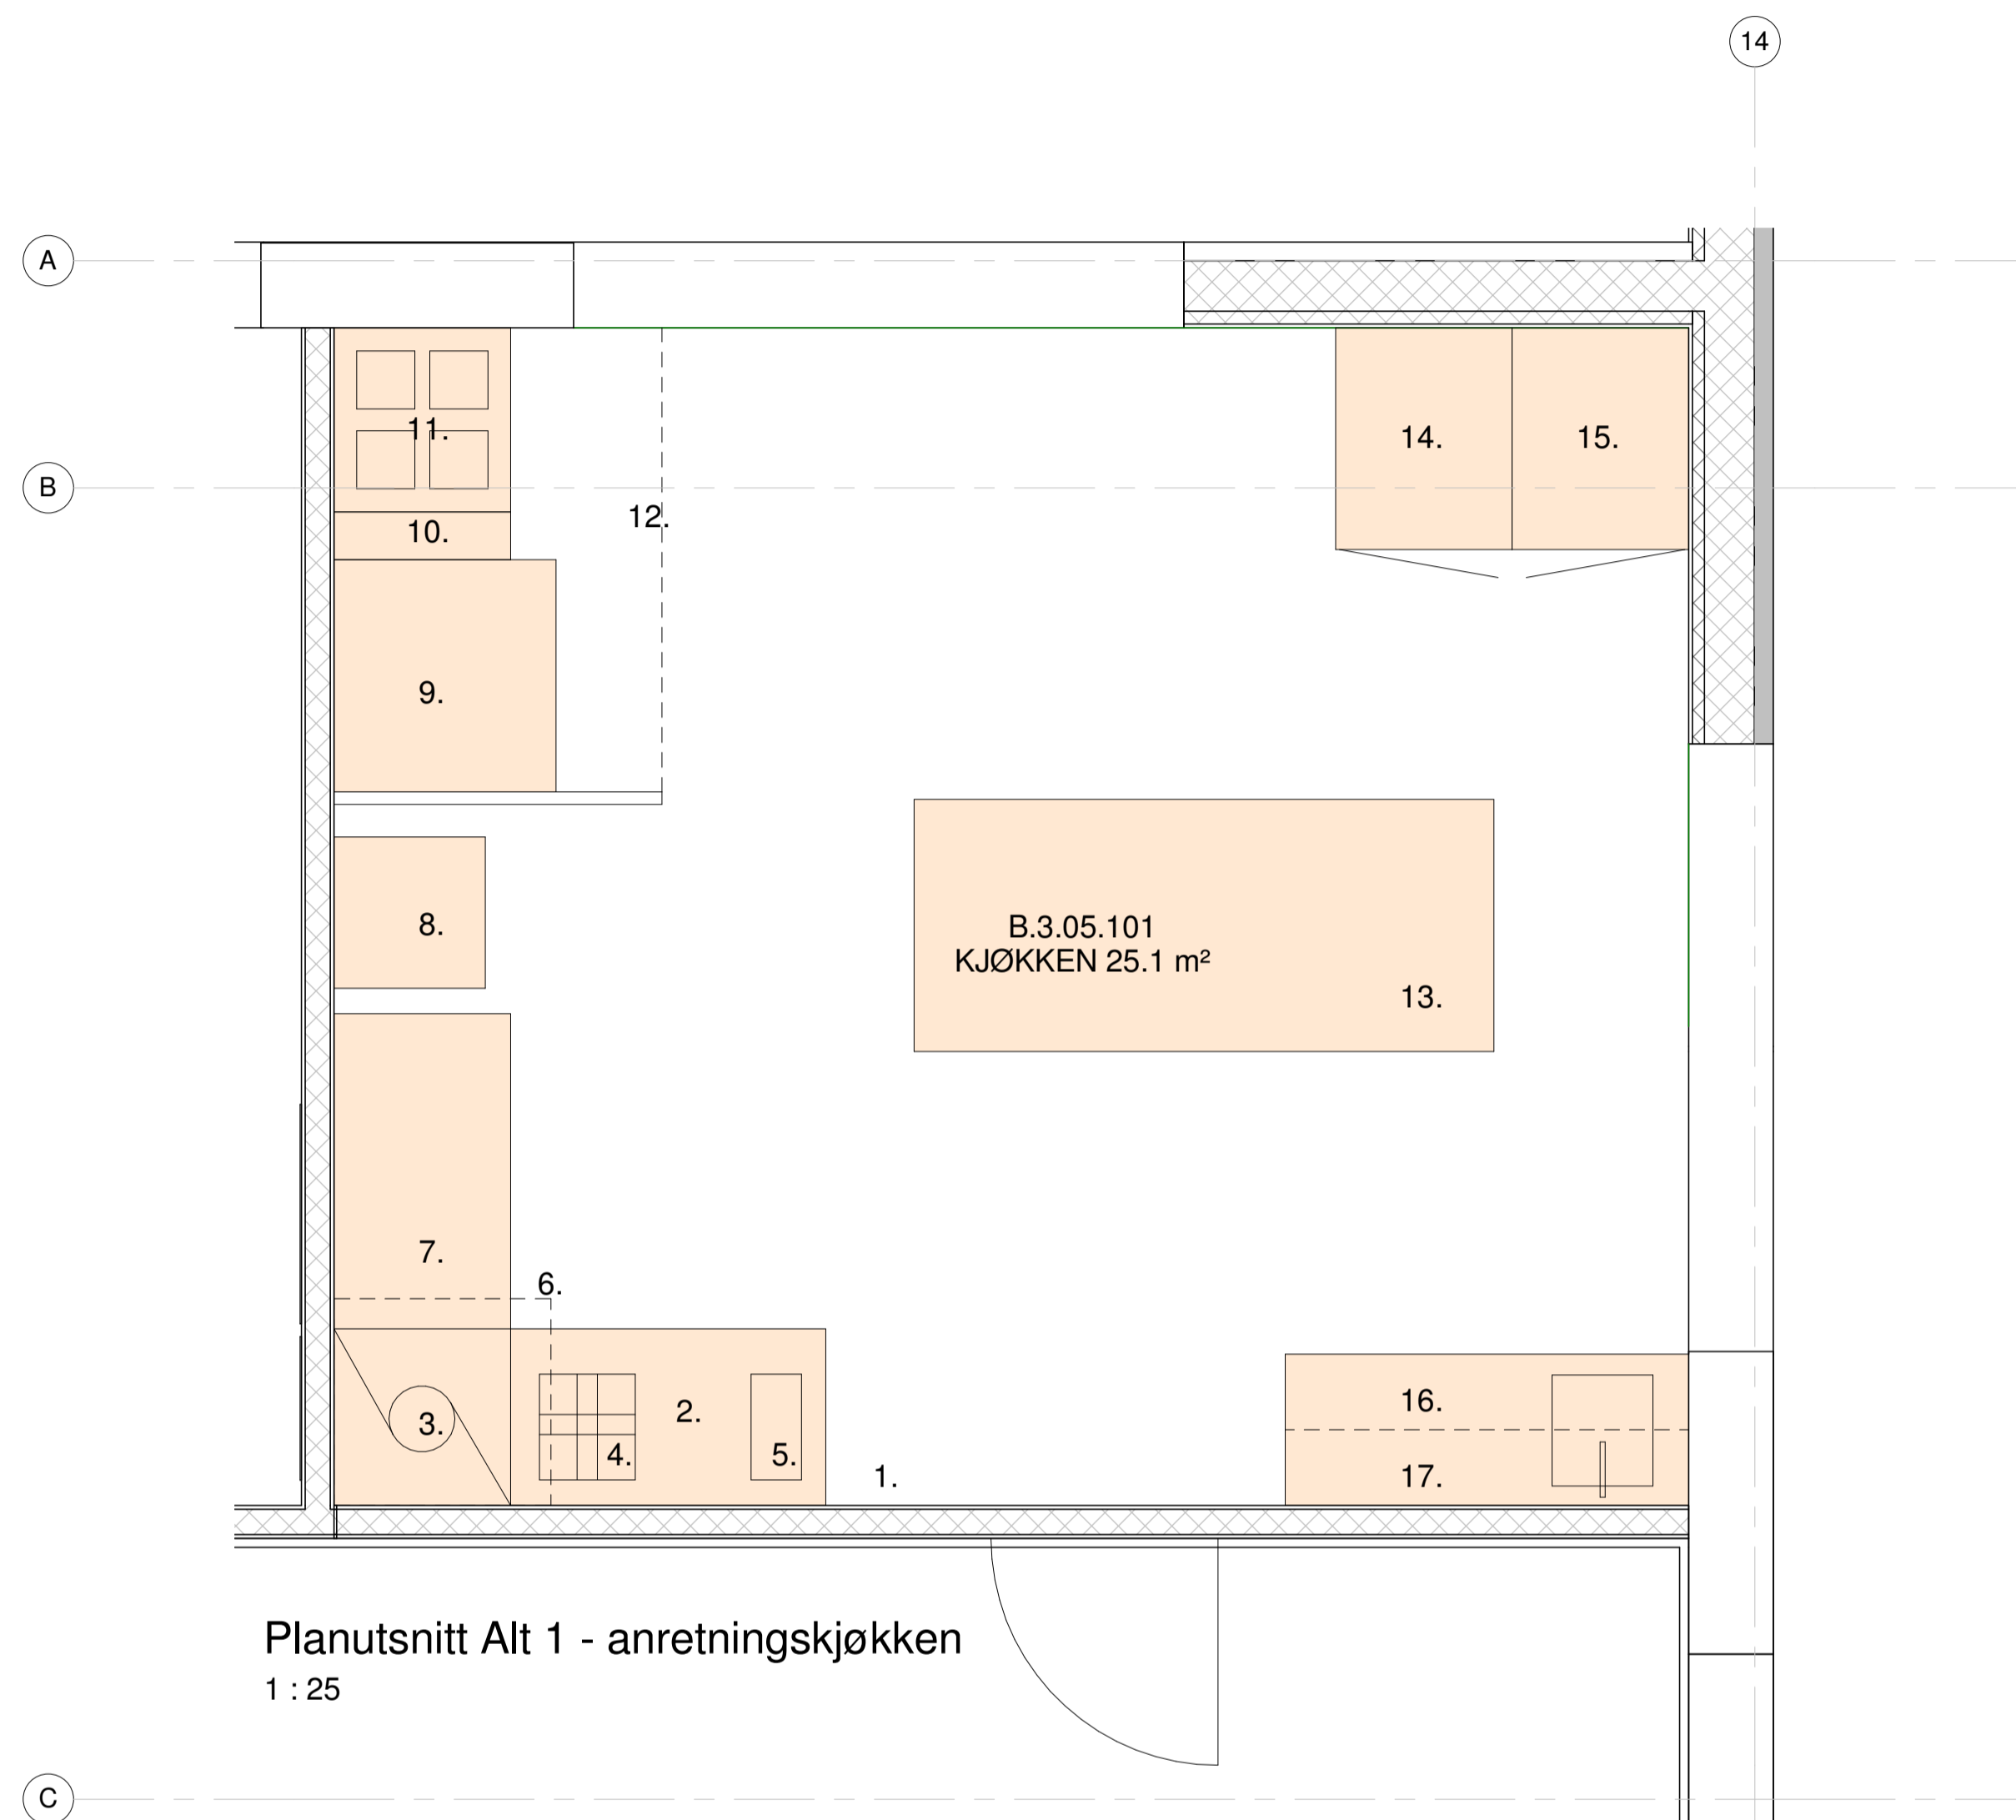 14
A
B
11.
14.
15.
10.
12.
9.
8.
B.3.05.101
KJØKKEN 25.1 m²
13.
7.
6.
3.
2.
4.
5.
1.
16.
17.
Planutsnitt Alt 1 - anretningskjøkken
1 : 25
C